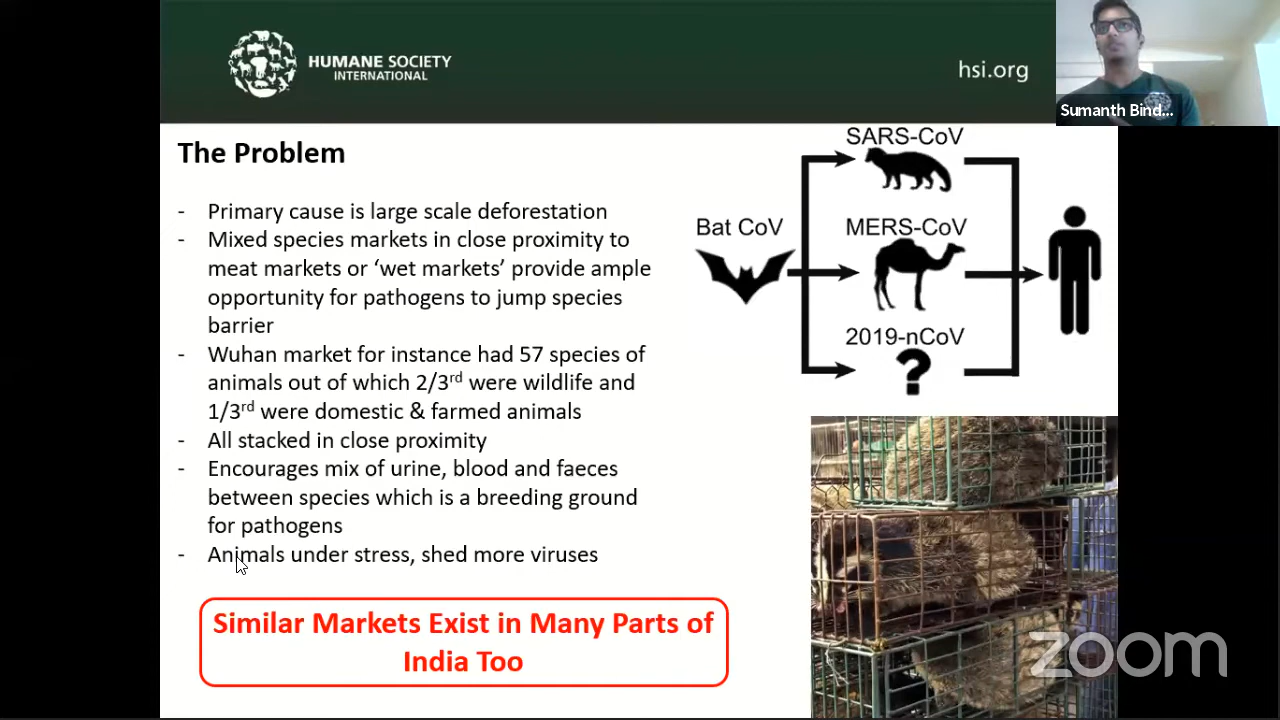 HUMANE SOCIETY
INTERNATIONAL
hsi.org
Sumanth Bind...
The Problem
- Primary cause is large scale deforestation
- Mixed species markets in close proximity to
meat markets or ‘wet markets’ provide ample
opportunity for pathogens to jump species
barrier
- Wuhan market for instance had 57 species of
animals out of which 2/3rd were wildlife and
1/3rd were domestic & farmed animals
- All stacked in close proximity
- Encourages mix of urine, blood and faeces
between species which is a breeding ground
for pathogens
- Animals under stress, shed more viruses
Similar Markets Exist in Many Parts of
India Too
SARS-CoV
Bat CoV
MERS-CoV
2019-nCoV
?
zoom